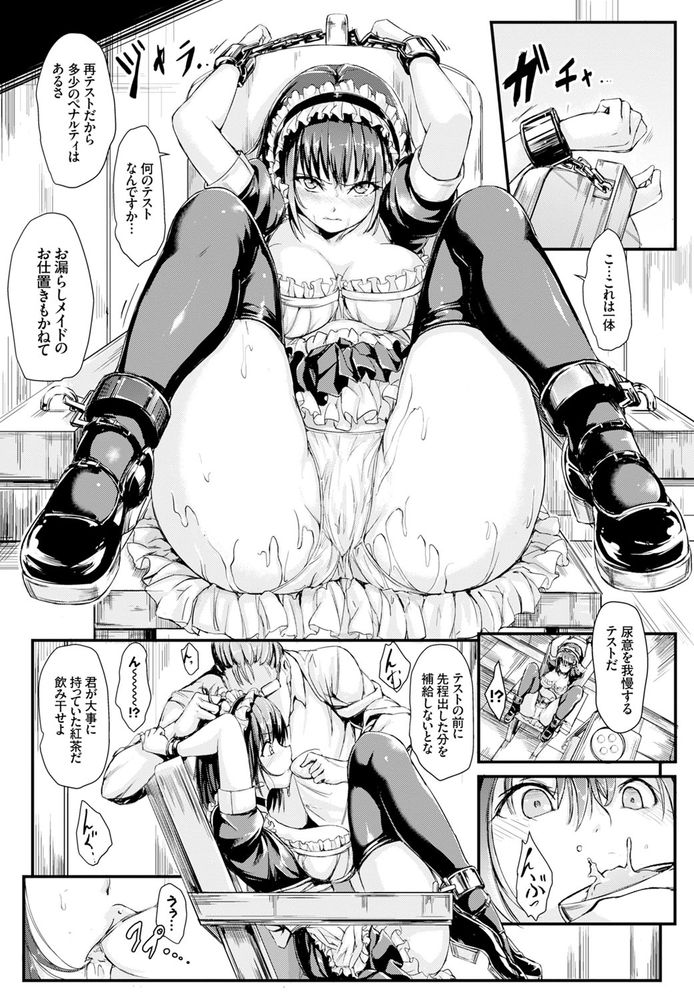 ガチャ…
こ…これは一体
ジャラ
何のテスト
なんですか…
再テストだから
多少のペナルティは
あるさ
お漏らしメイドの
お仕置きもかねて
尿意を我慢する
テストだ
!?
テストの前に
先程出した分を
補給しないとな
んむ
ん〜〜〜〜!?
君が大事に
持っていた紅茶だ
飲み干せよ
んぶっ
んぐ
うぅ…